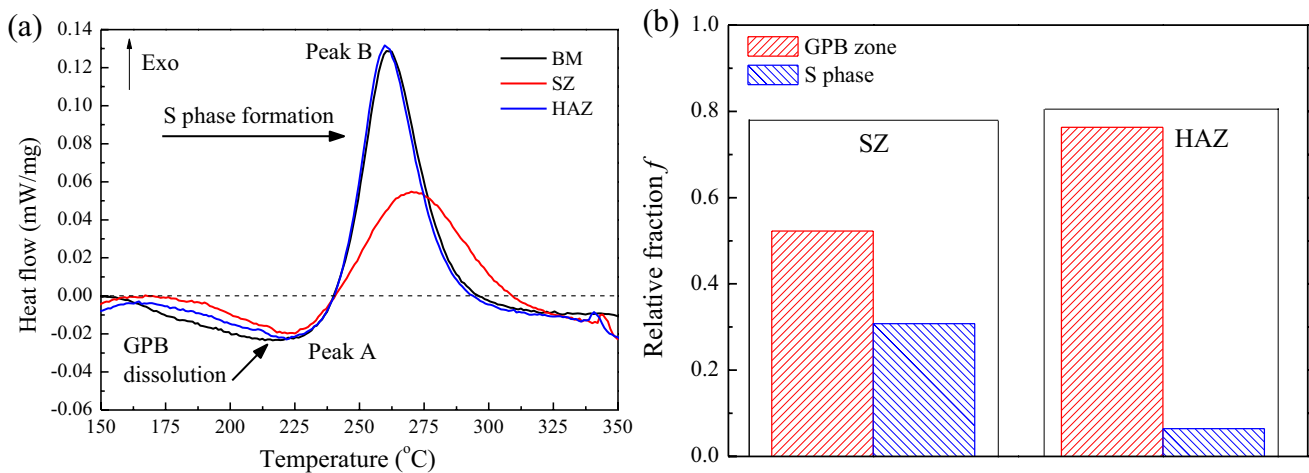 (a)
0.14
0.12
0.10
0.08
0.06
0.04
0.02
0.00
-0.02
-0.04
-0.06
Heat flow (mW/mg)
Exo
Peak B
BM
SZ
HAZ
S phase formation
GPB
dissolution
Peak A
150 175 200 225 250 275 300 325 350
Temperature (°C)
(b)
1.0
0.8
0.6
0.4
0.2
0.0
Relative fraction f
GPB zone
S phase
SZ
HAZ